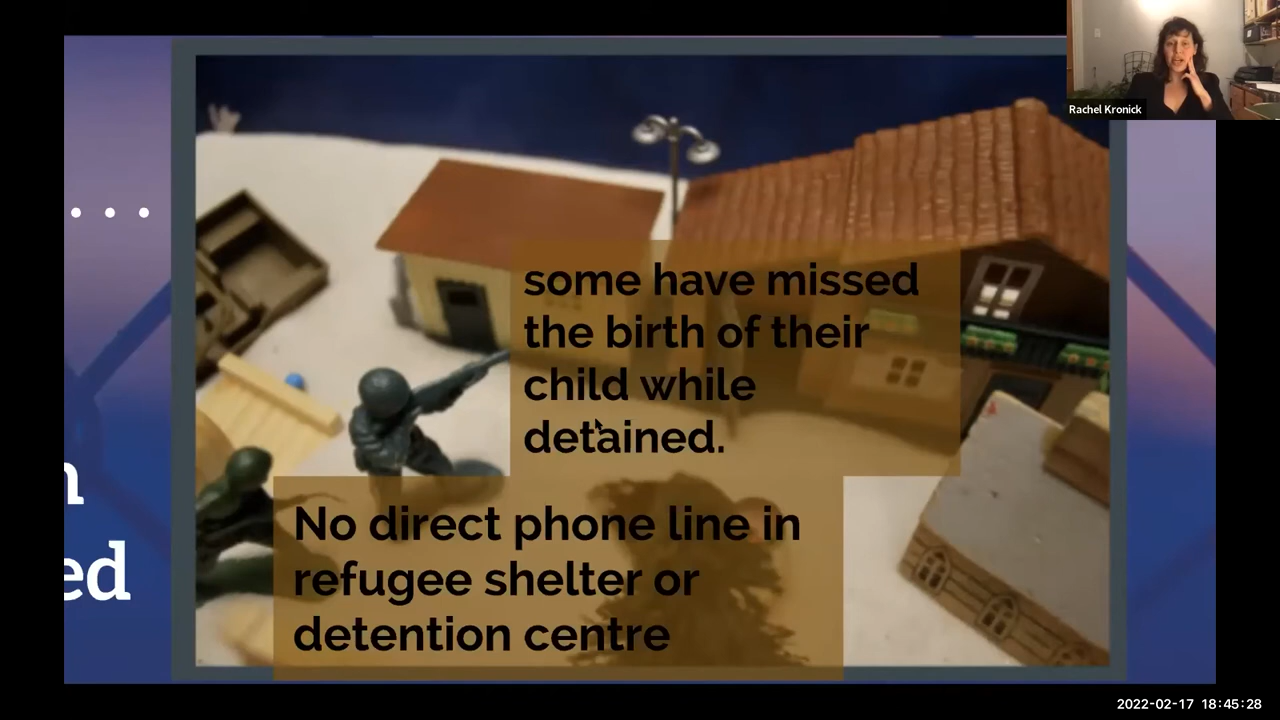 Rachel Kronick
some have missed
the birth of their
child while
detained.
No direct phone line in
refugee shelter or
detention centre
n
ed
2022-02-17 18:45:28